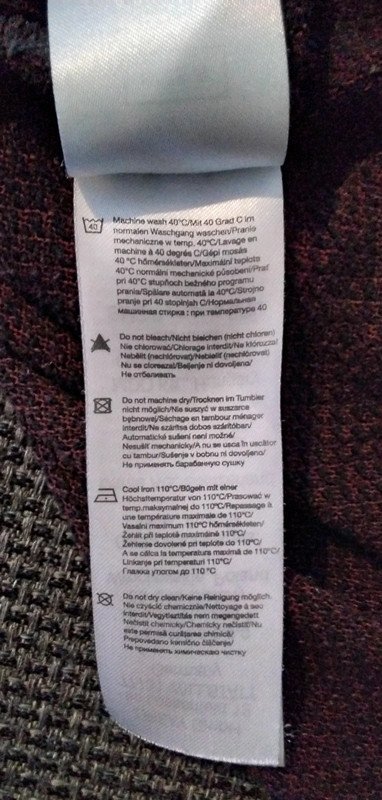 40
Machine wash 40°C/Mit 40 Grad C im
normalen Waschgang waschen/Pranie
mechaniczne w temp. 40°C/Lavage en
machine à 40 degrés C/Gépi mosás
40 °C hőmérsékleten/Maximální teplota
40°C normální mechanické působení/Prať
pri 40°C stupňoch bežného programu
prania/Spălare automată la 40°C/Strojno
pranje pri 40 stopinjah C/Нормальная
машинная стирка : при температуре 40
Do not bleach/Nicht bleichen (nicht chloren)
Nie chlorować/Chlorage interdit/Ne klórozza!
Nebělit (nechlórovat)/Nebieliť (nechlórovať)
Nu se clorează/Beljenje ni dovoljeno/
Не отбеливать
Do not machine dry/Trocknen im Tumbler
nicht möglich/Nie suszyć w suszarce
bębnowej/Séchage en tambour ménager
interdit/Ne szárítsa dobos szárítóban/
Automatické sušení není možné/
Nesušiť mechanicky/A nu se usca în uscător
cu tambur/Sušenje v bobnu ni dovoljeno/
Не применять барабанную сушку
Cool iron 110°C/Bügeln mit einer
Höchsttemperatur von 110°C/Prasować w
temp.maksymalnej do 110°C/Repassage à
une température maximale de 110°C/
Vasalni maximum 110°C hőmérsékleten/
Žehlit při teplotě maximálně 110°C/
Žehlenie dovolené pri teplote do 110°C/
A se călca la temperatura maximă de 110°C/
Likanje pri temperaturi 110°C/
Глажка утюгом до 110 °C
Do not dry clean/Keine Reinigung möglich
Nie czyścić chemicznie/Nettoyage à sec
interdit/Vegytisztítás nem megengedett
Nečistit chemicky/Chemicky nečistiť/Nu
este permisă curăţarea chimică/
Prepovedano kemično čiščenje/
Не применять химическую чистку